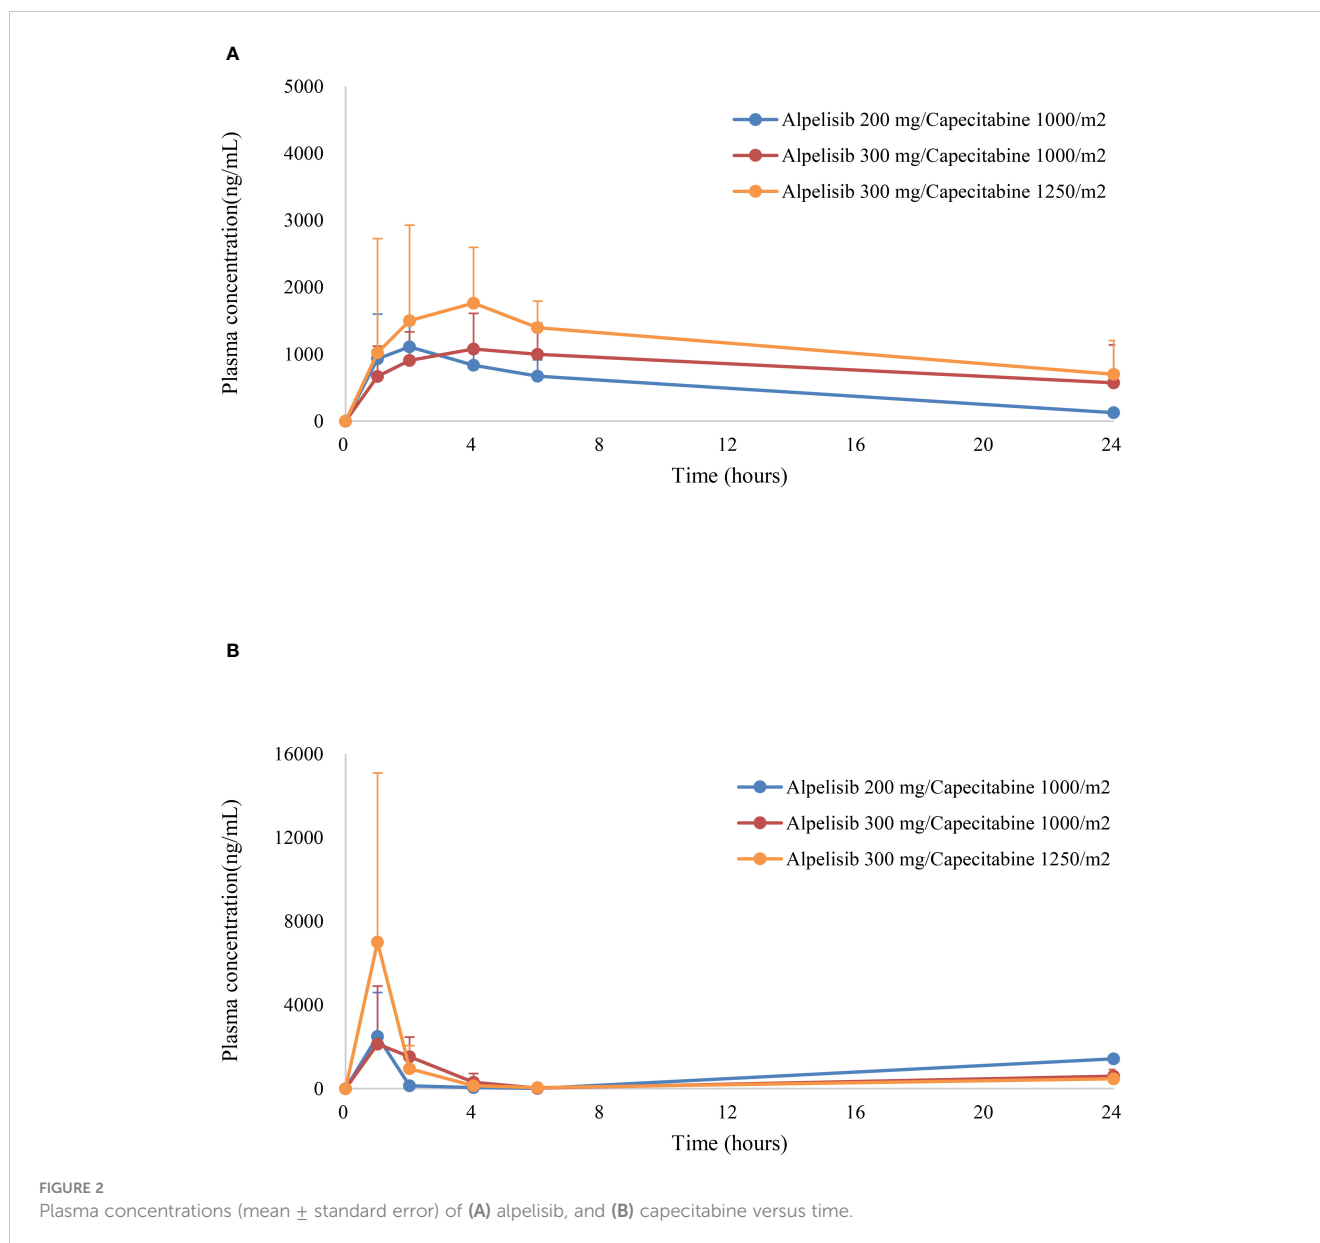 A
5000
4000
3000
2000
1000
0
Plasma concentration(ng/mL)
Alpelisib 200 mg/Capecitabine 1000/m2
Alpelisib 300 mg/Capecitabine 1000/m2
Alpelisib 300 mg/Capecitabine 1250/m2
0 4 8 12 16 20 24
Time (hours)
B
16000
12000
8000
4000
0
Plasma concentration(ng/mL)
Alpelisib 200 mg/Capecitabine 1000/m2
Alpelisib 300 mg/Capecitabine 1000/m2
Alpelisib 300 mg/Capecitabine 1250/m2
0 4 8 12 16 20 24
Time (hours)
FIGURE 2
Plasma concentrations (mean ± standard error) of (A) alpelisib, and (B) capecitabine versus time.